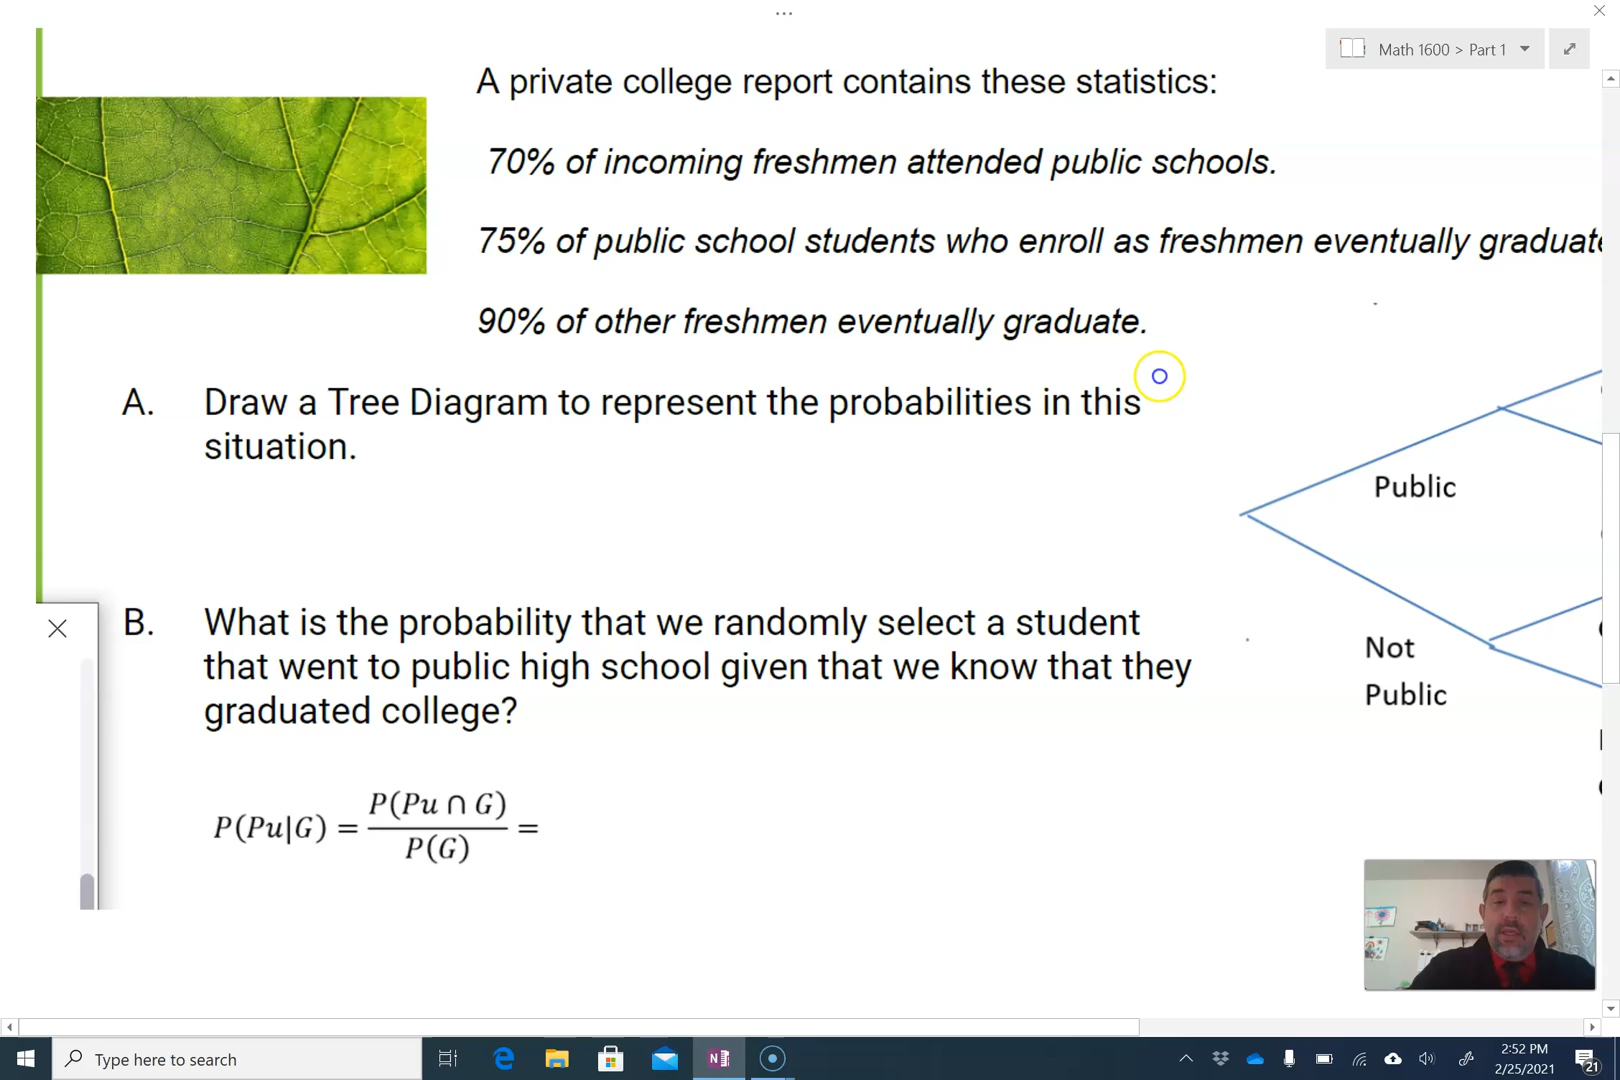 ...
Math 1600 > Part 1
A private college report contains these statistics:
70% of incoming freshmen attended public schools.
75% of public school students who enroll as freshmen eventually graduate
90% of other freshmen eventually graduate.
A. Draw a Tree Diagram to represent the probabilities in this
situation.
Public
B. What is the probability that we randomly select a student
that went to public high school given that we know that they
graduated college?
Not
Public
P(Pu|G) = P(Pu ∩ G) / P(G) =
Type here to search
N
2:52 PM
2/25/2021
21